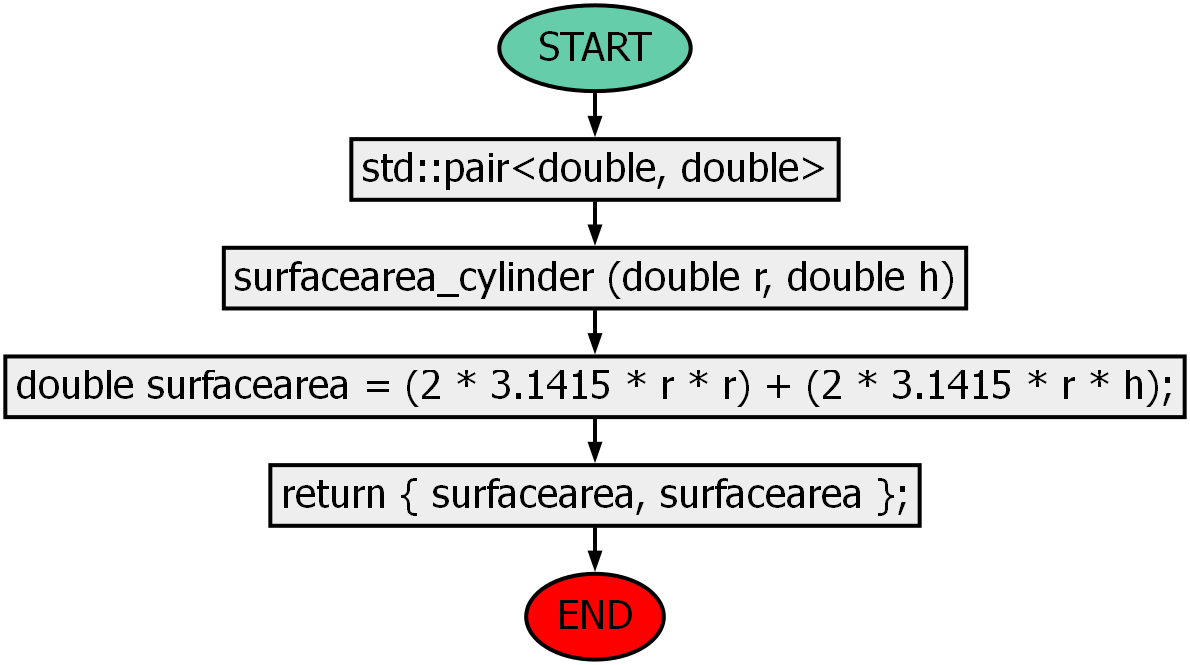 START
std::pair<double, double>
surfacearea_cylinder (double r, double h)
double surfacearea = (2 * 3.1415 * r * r) + (2 * 3.1415 * r * h);
return { surfacearea, surfacearea };
END